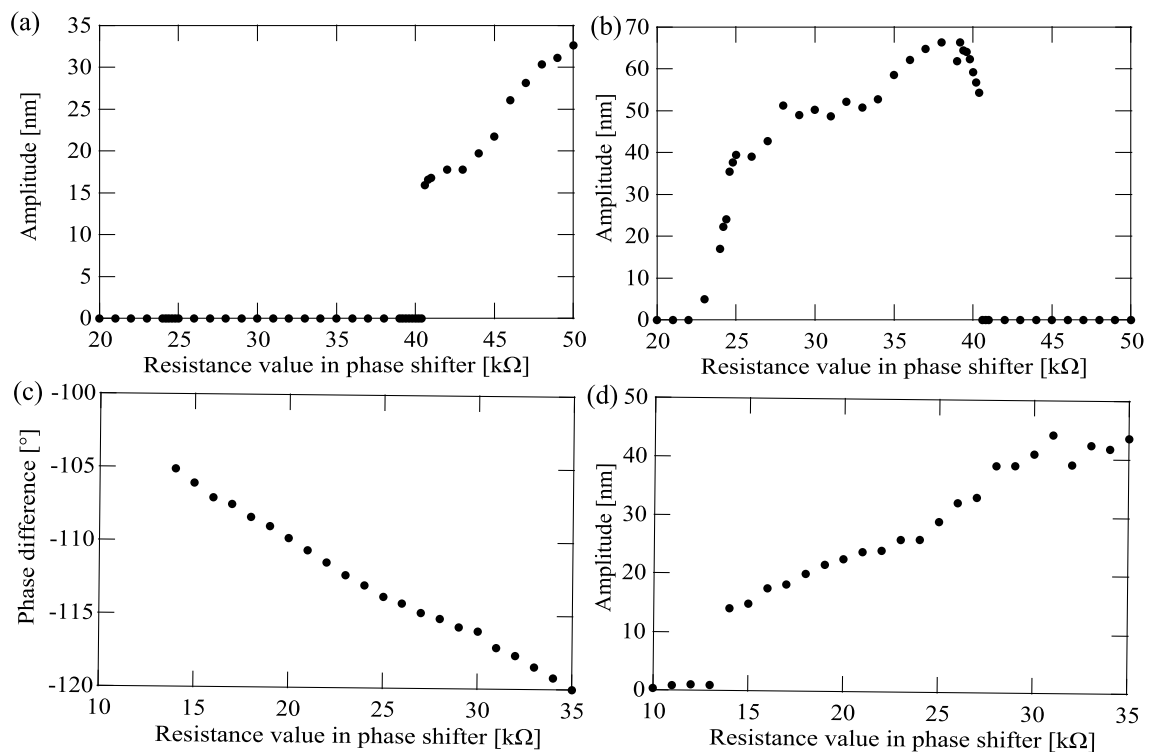 (a)
35
30
25
20
15
10
5
0
Amplitude [nm]
20 25 30 35 40 45 50
Resistance value in phase shifter [kΩ]
(b)
70
60
50
40
30
20
10
0
Amplitude [nm]
20 25 30 35 40 45 50
Resistance value in phase shifter [kΩ]
(c)
-100
-105
-110
-115
-120
Phase difference [°]
10 15 20 25 30 35
Resistance value in phase shifter [kΩ]
(d)
50
40
30
20
10
0
Amplitude [nm]
10 15 20 25 30 35
Resistance value in phase shifter [kΩ]